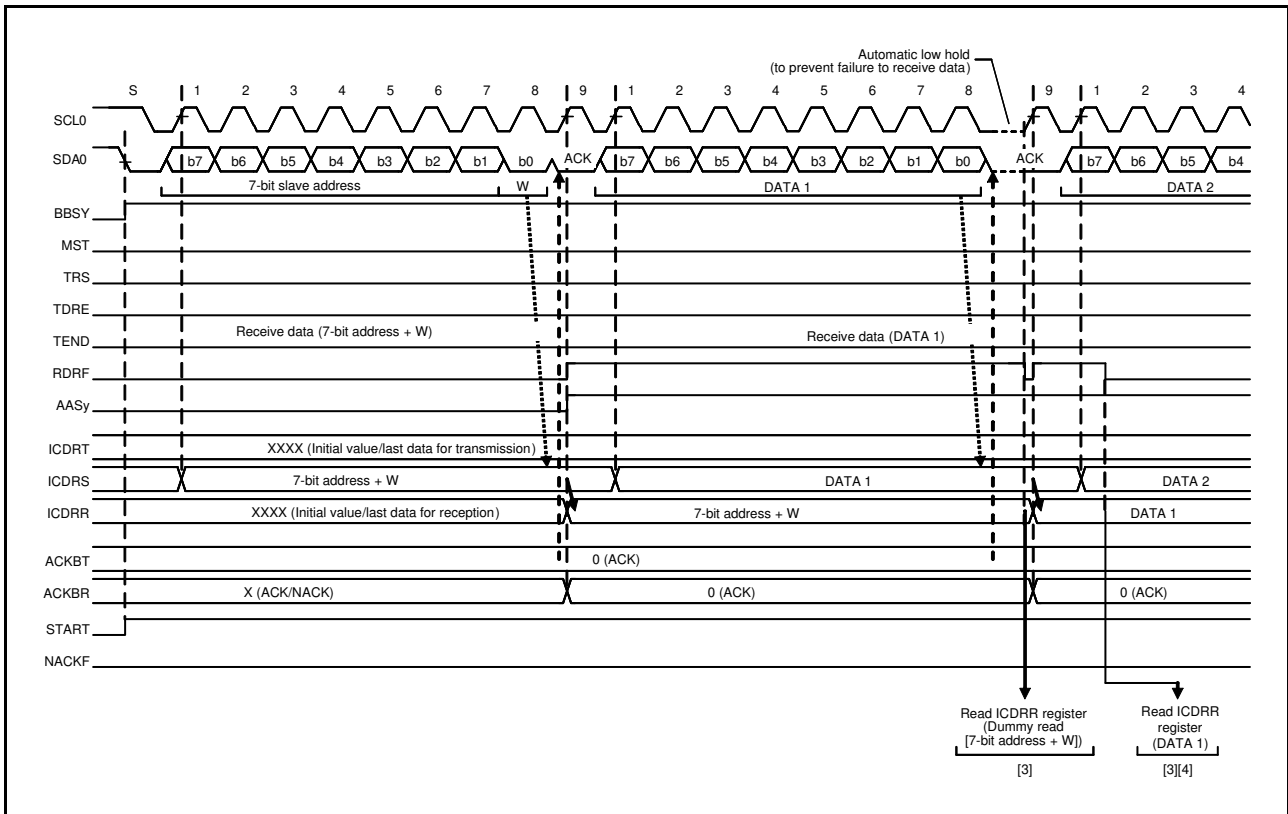 Automatic low hold
(to prevent failure to receive data)
S 1 2 3 4 5 6 7 8 9 1 2 3 4 5 6 7 8 9 1 2 3 4
SCL0
SDA0 b7 b6 b5 b4 b3 b2 b1 b0 ACK b7 b6 b5 b4 b3 b2 b1 b0 ACK b7 b6 b5 b4
7-bit slave address W DATA 1 DATA 2
BBSY
MST
TRS
TDRE
Receive data (7-bit address + W) Receive data (DATA 1)
TEND
RDRF
AASy
ICDRT XXXX (Initial value/last data for transmission)
ICDRS 7-bit address + W DATA 1 DATA 2
ICDRR XXXX (Initial value/last data for reception) 7-bit address + W DATA 1
ACKBT 0 (ACK)
ACKBR X (ACK/NACK) 0 (ACK) 0 (ACK)
START
NACKF
Read ICDRR register
(Dummy read
[7-bit address + W])
[3]
Read ICDRR
register
(DATA 1)
[3][4]